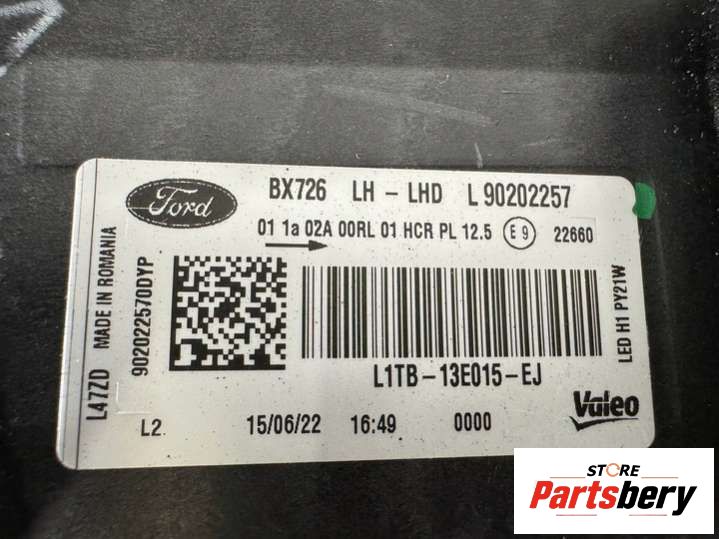 Ford
BX726 LH - LHD L 90202257
01 1a 02A 00RL 01 HCR PL 12.5 E9 22660
L47ZD MADE IN ROMANIA
902022570DYP
LED H1 PY21W
L1TB-13E015-EJ
L2 15/06/22 16:49 0000
Valeo
STORE
Partsbery